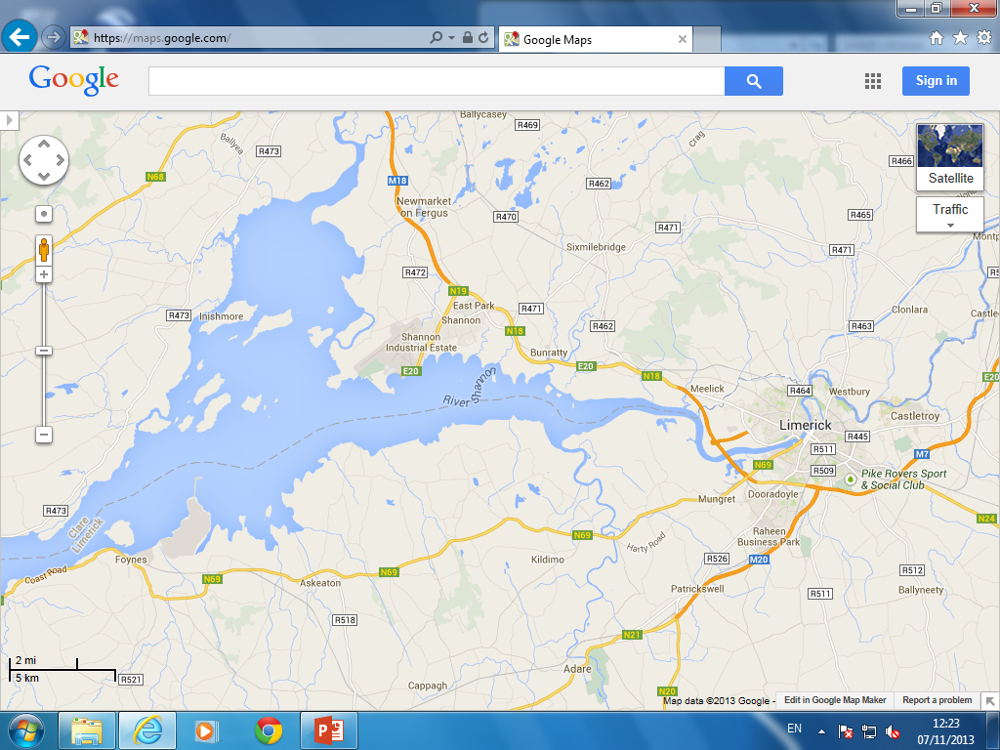 https://maps.google.com/
Google Maps
Google
Sign in
Ballycasey
R469
Ballyea
R473
Crag
R466
Satellite
N68
M18
R462
Newmarket
on Fergus
R470
R465
Traffic
R471
Sixmilebridge
R471
R472
N19
East Park
Shannon
R471
R473
Inishmore
N18
R462
R463
Clonlara
Shannon
Industrial Estate
Bunratty
E20
E20
N18
E20
Meelick
R464
Westbury
River Shannon
Castletroy
Limerick
R445
R511
M7
N69
R509
Pike Rovers Sport
& Social Club
Mungret
Dooradoyle
R473
Clare
Limerick
N24
Raheen
Business Park
N69
Harty Road
Foynes
Kildimo
R526
M20
Coast Road
N69
N69
Askeaton
R512
Patrickswell
R511
Ballyneety
R518
N21
2 mi
5 km
R521
Adare
Cappagh
N20
Map data ©2013 Google -
Edit in Google Map Maker
Report a problem
EN
12:23
07/11/2013